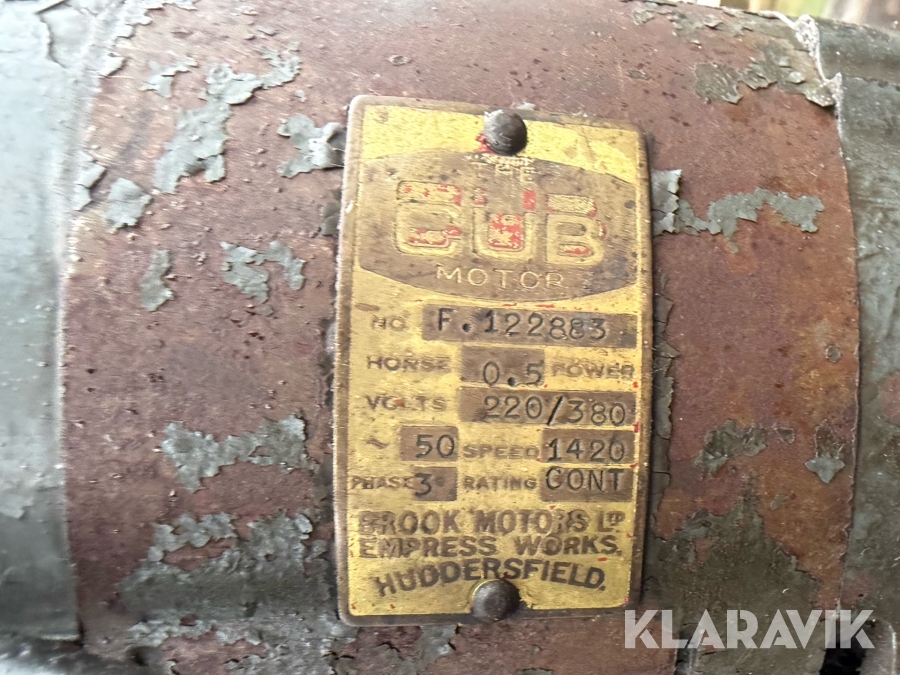 THE
CUB
MOTOR
NO. F.122883
HORSE 0.5 POWER
VOLTS 220/380
~ 50 SPEED 1420
PHASE 3 RATING CONT
BROOK MOTORS LTD
EMPRESS WORKS.
HUDDERSFIELD.
KLARAVIK